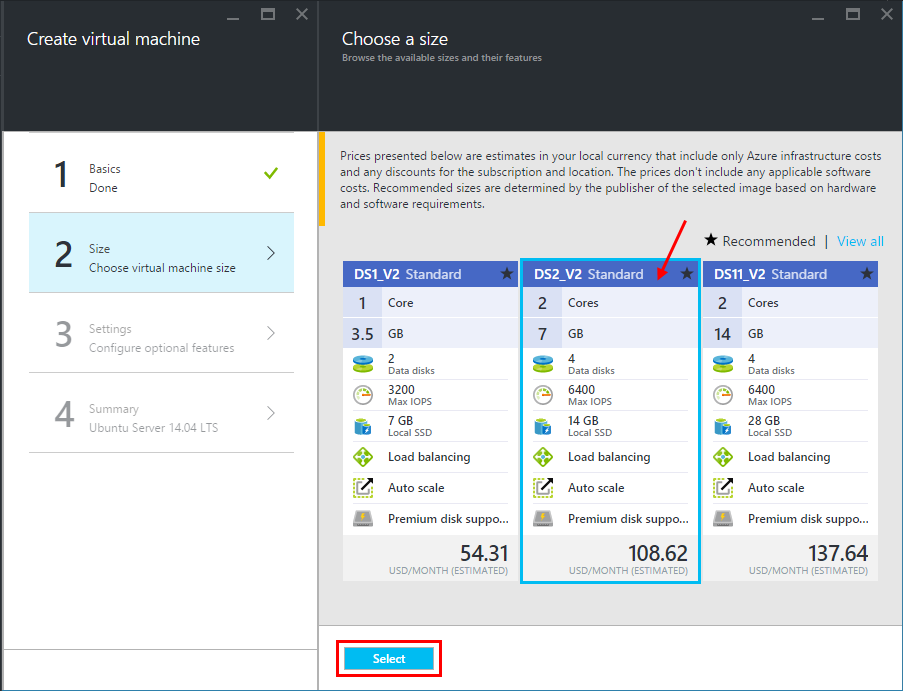 Create virtual machine
Choose a size
Browse the available sizes and their features
1
Basics
Done
2
Size
Choose virtual machine size
3
Settings
Configure optional features
4
Summary
Ubuntu Server 14.04 LTS
Prices presented below are estimates in your local currency that include only Azure infrastructure costs
and any discounts for the subscription and location. The prices don't include any applicable software
costs. Recommended sizes are determined by the publisher of the selected image based on hardware
and software requirements.
★ Recommended | View all
DS1_V2 Standard ★
1 Core
3.5 GB
2
Data disks
3200
Max IOPS
7 GB
Local SSD
Load balancing
Auto scale
Premium disk suppo...
54.31
USD/MONTH (ESTIMATED)
DS2_V2 Standard ★
2 Cores
7 GB
4
Data disks
6400
Max IOPS
14 GB
Local SSD
Load balancing
Auto scale
Premium disk suppo...
108.62
USD/MONTH (ESTIMATED)
DS11_V2 Standard ★
2 Cores
14 GB
4
Data disks
6400
Max IOPS
28 GB
Local SSD
Load balancing
Auto scale
Premium disk suppo...
137.64
USD/MONTH (ESTIMATED)
Select